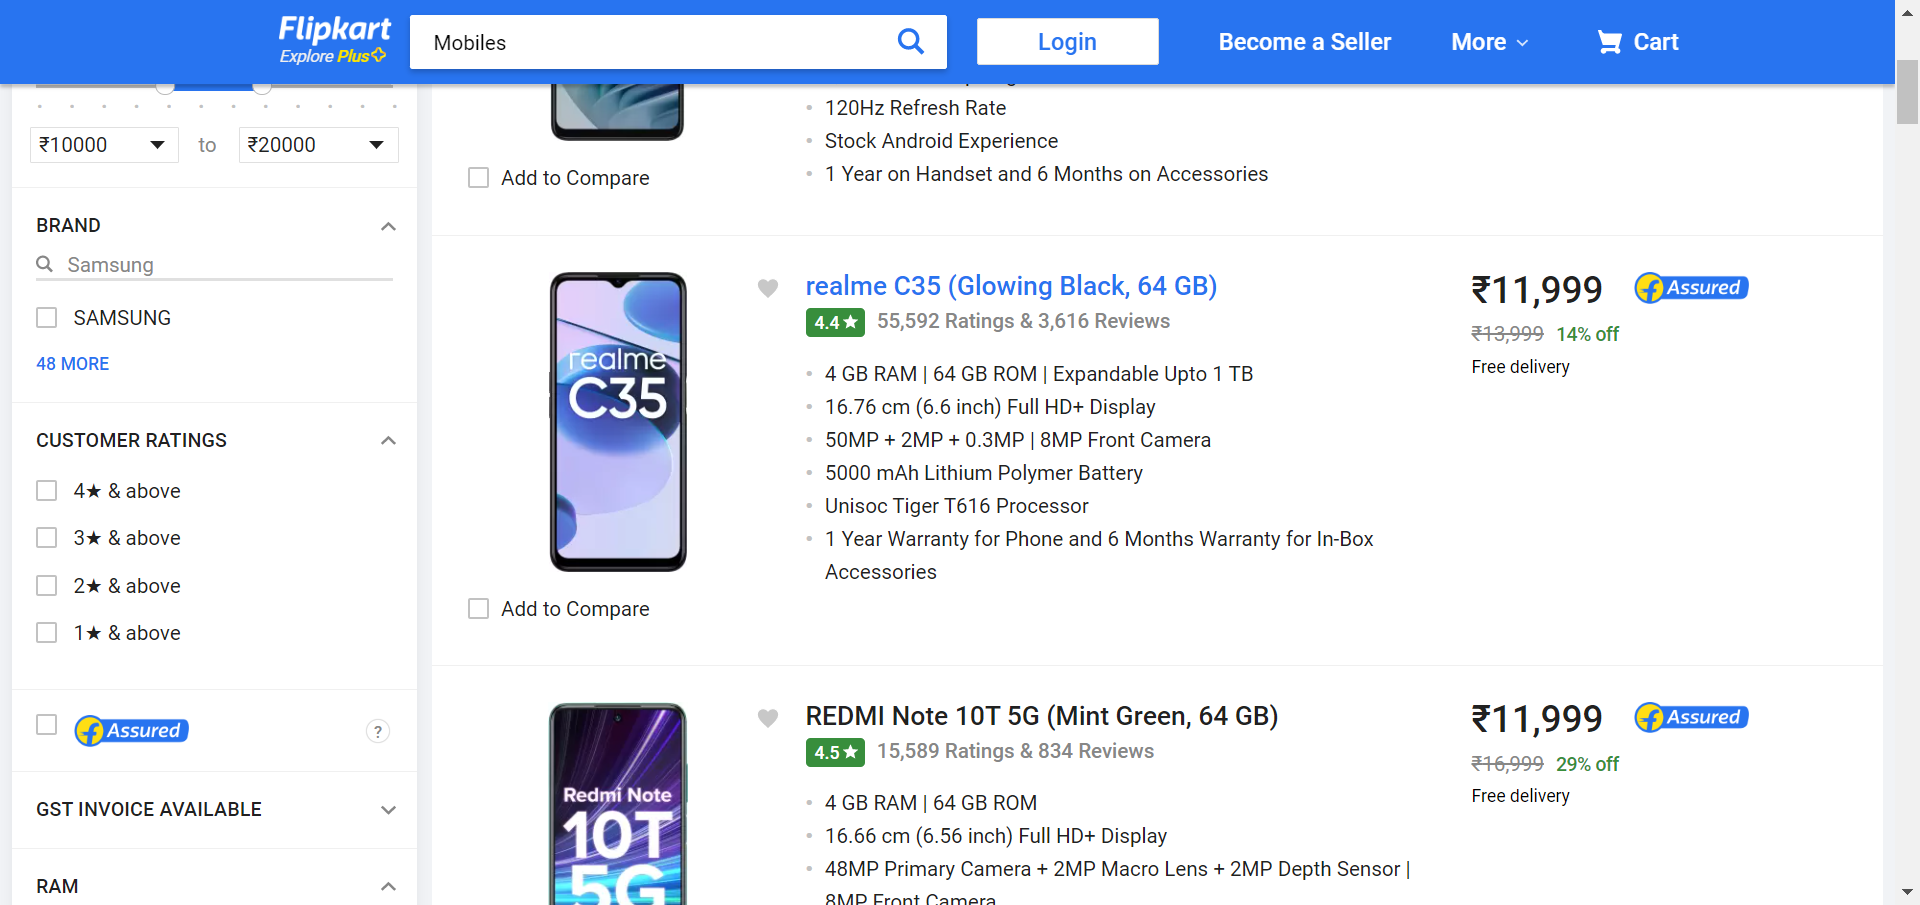 Flipkart
Explore Plus
Mobiles
Login
Become a Seller
More
Cart
₹10000
to
₹20000
BRAND
Samsung
SAMSUNG
48 MORE
CUSTOMER RATINGS
4★ & above
3★ & above
2★ & above
1★ & above
Assured
?
GST INVOICE AVAILABLE
RAM
120Hz Refresh Rate
Stock Android Experience
1 Year on Handset and 6 Months on Accessories
Add to Compare
realme
C35
realme C35 (Glowing Black, 64 GB)
4.4★ 55,592 Ratings & 3,616 Reviews
4 GB RAM | 64 GB ROM | Expandable Upto 1 TB
16.76 cm (6.6 inch) Full HD+ Display
50MP + 2MP + 0.3MP | 8MP Front Camera
5000 mAh Lithium Polymer Battery
Unisoc Tiger T616 Processor
1 Year Warranty for Phone and 6 Months Warranty for In-Box
Accessories
₹11,999
Assured
₹13,999 14% off
Free delivery
Add to Compare
Redmi Note
10T
5G
REDMI Note 10T 5G (Mint Green, 64 GB)
4.5★ 15,589 Ratings & 834 Reviews
4 GB RAM | 64 GB ROM
16.66 cm (6.56 inch) Full HD+ Display
48MP Primary Camera + 2MP Macro Lens + 2MP Depth Sensor |
8MP Front Camera
₹11,999
Assured
₹16,999 29% off
Free delivery